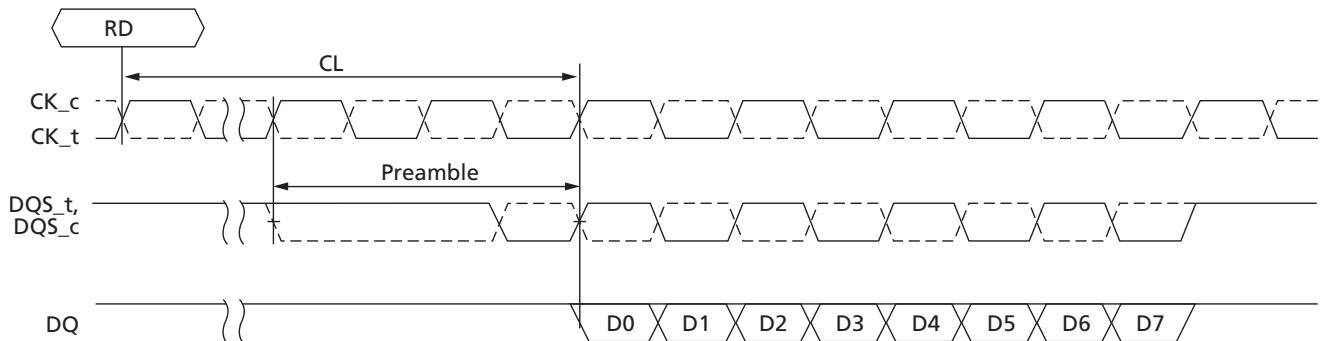 RD
CL
CK_c
CK_t
Preamble
DQS_t,
DQS_c
DQ
D0 D1 D2 D3 D4 D5 D6 D7